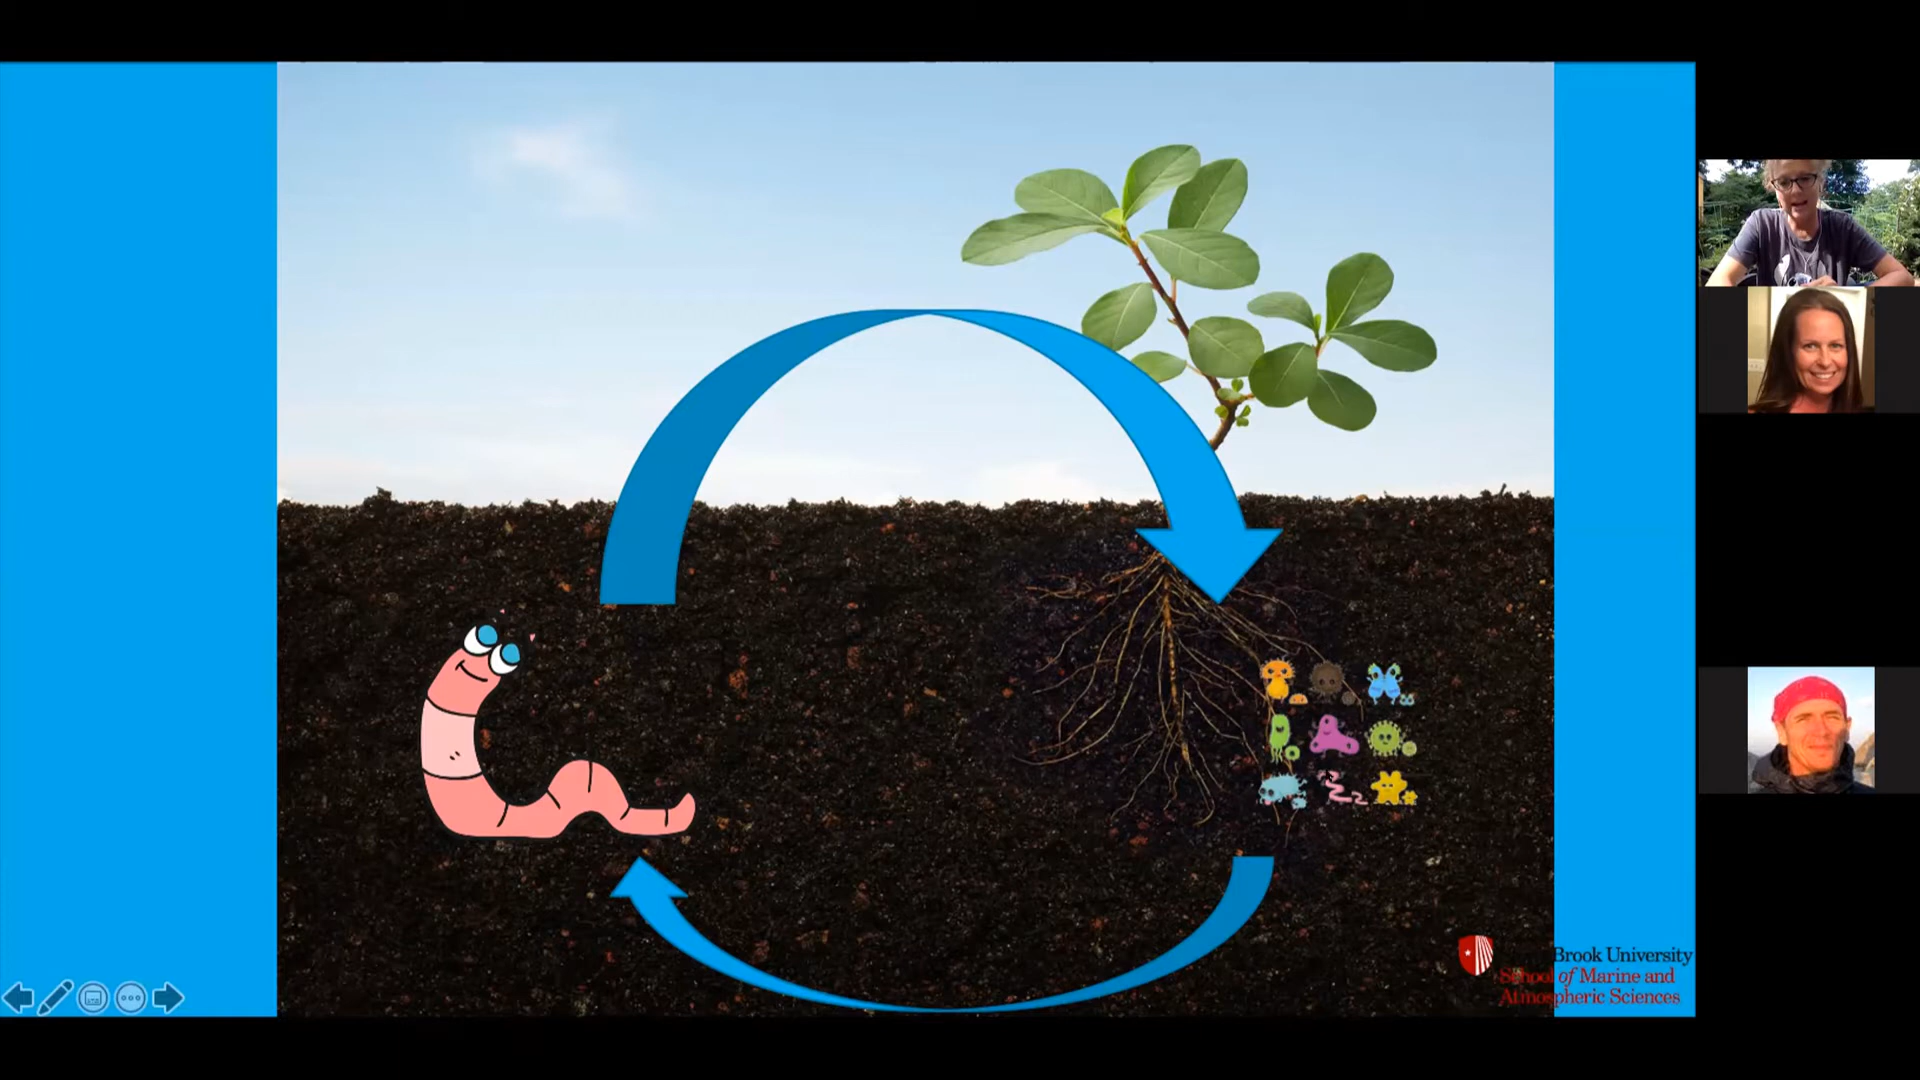 Brook University
School of Marine and
Atmospheric Sciences